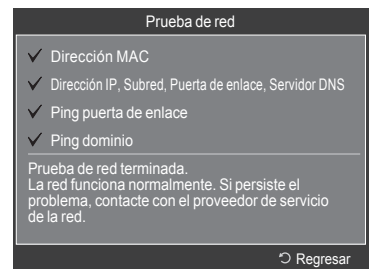 Prueba de red
Dirección MAC
Dirección IP, Subred, Puerta de enlace, Servidor DNS
Ping puerta de enlace
Ping dominio
Prueba de red terminada.
La red funciona normalmente. Si persiste el
problema, contacte con el proveedor de servicio
de la red.
Regresar